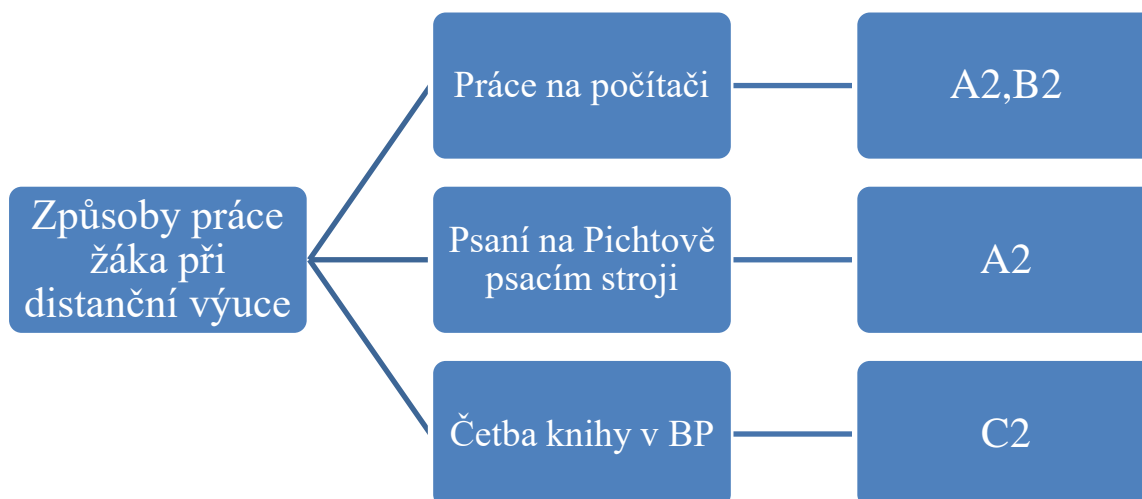 Způsoby práce
žáka při
distanční výuce
Práce na počítači
A2,B2
Psaní na Pichtově
psacím stroji
A2
Četba knihy v BP
C2